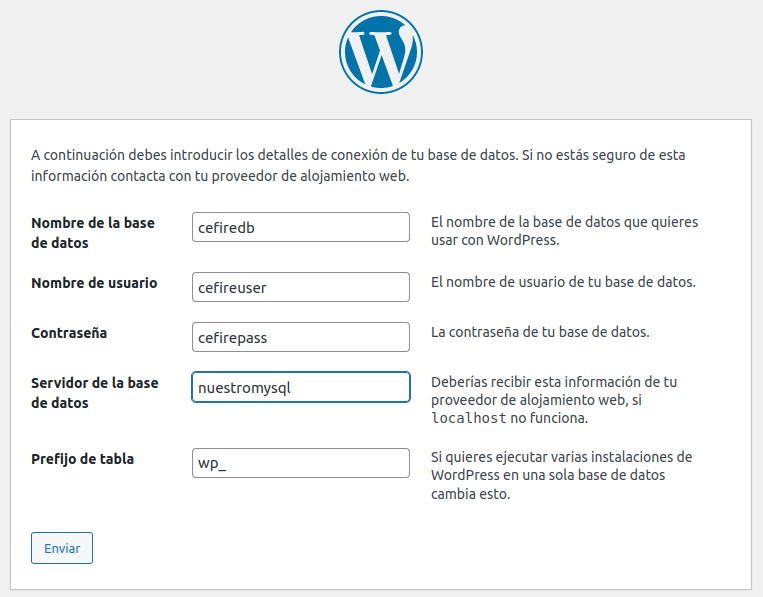 A continuación debes introducir los detalles de conexión de tu base de datos. Si no estás seguro de esta
información contacta con tu proveedor de alojamiento web.
Nombre de la base
de datos
cefiredb
El nombre de la base de datos que quieres
usar con WordPress.
Nombre de usuario
cefireuser
El nombre de usuario de tu base de datos.
Contraseña
cefirepass
La contraseña de tu base de datos.
Servidor de la base
de datos
nuestromysql
Deberías recibir esta información de tu
proveedor de alojamiento web, si
localhost no funciona.
Prefijo de tabla
wp_
Si quieres ejecutar varias instalaciones de
WordPress en una sola base de datos
cambia esto.
Enviar